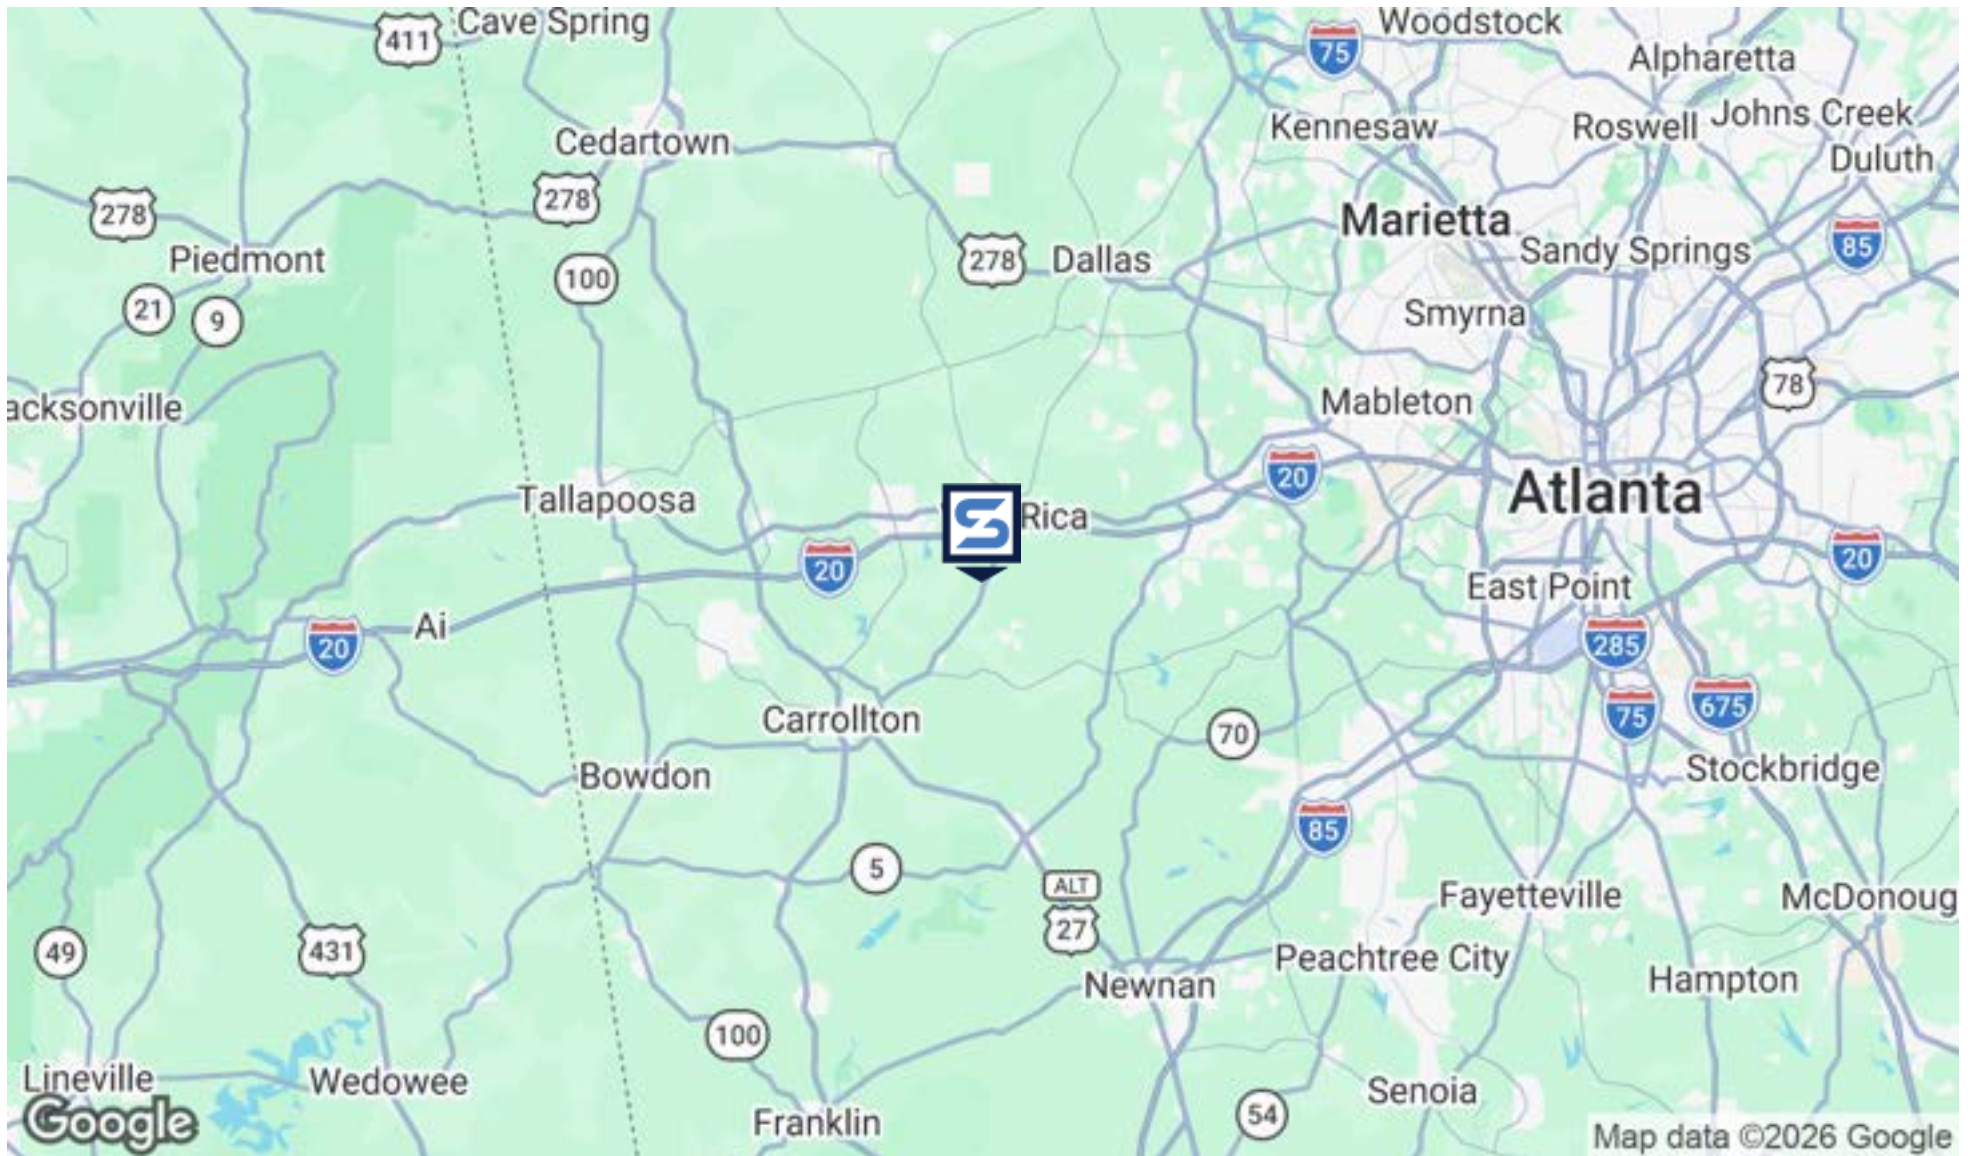 411
Cave Spring
75
Woodstock
Alpharetta
Cedartown
Kennesaw
Roswell
Johns Creek
Duluth
278
278
Marietta
Piedmont
278
Dallas
Sandy Springs
85
100
21
9
Smyrna
78
acksonville
Mableton
20
Tallapoosa
Rica
Atlanta
20
20
East Point
20
Ai
285
75
675
Carrollton
70
Bowdon
Stockbridge
85
5
ALT
27
Fayetteville
McDonoug
49
431
Peachtree City
Newnan
Hampton
100
Lineville
Wedowee
Senoia
Franklin
54
Google
Map data ©2026 Google